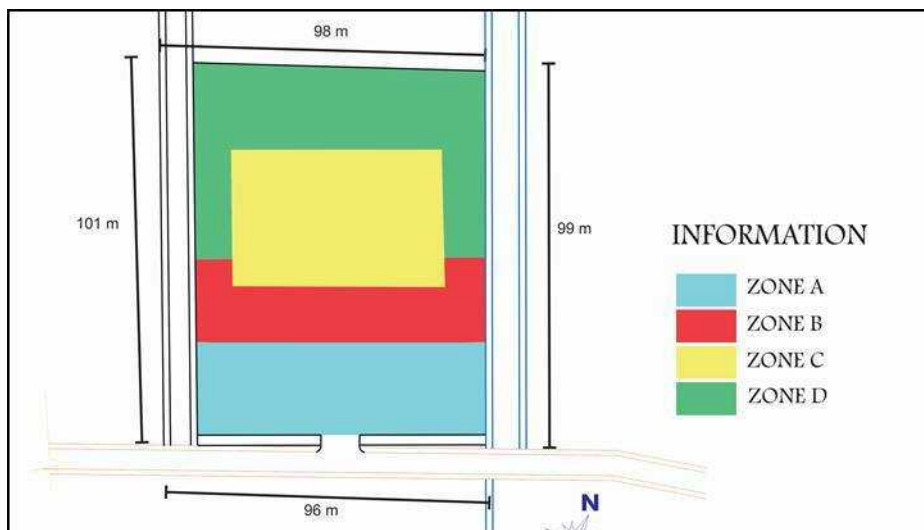 98 m
101 m
99 m
INFORMATION
ZONE A
ZONE B
ZONE C
ZONE D
96 m
N